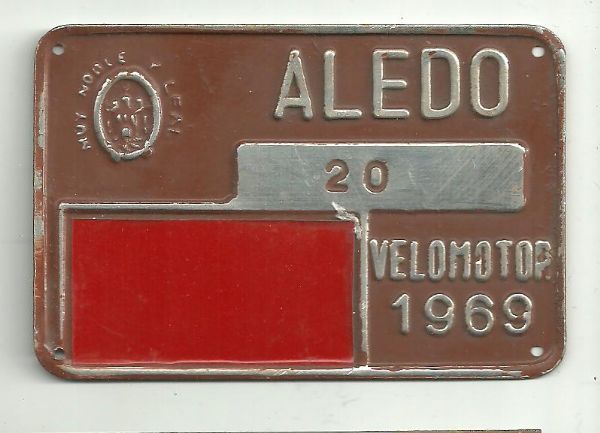 MUY NOBLE Y LEAL
ALEDO
20
VELOMOTOR
1969